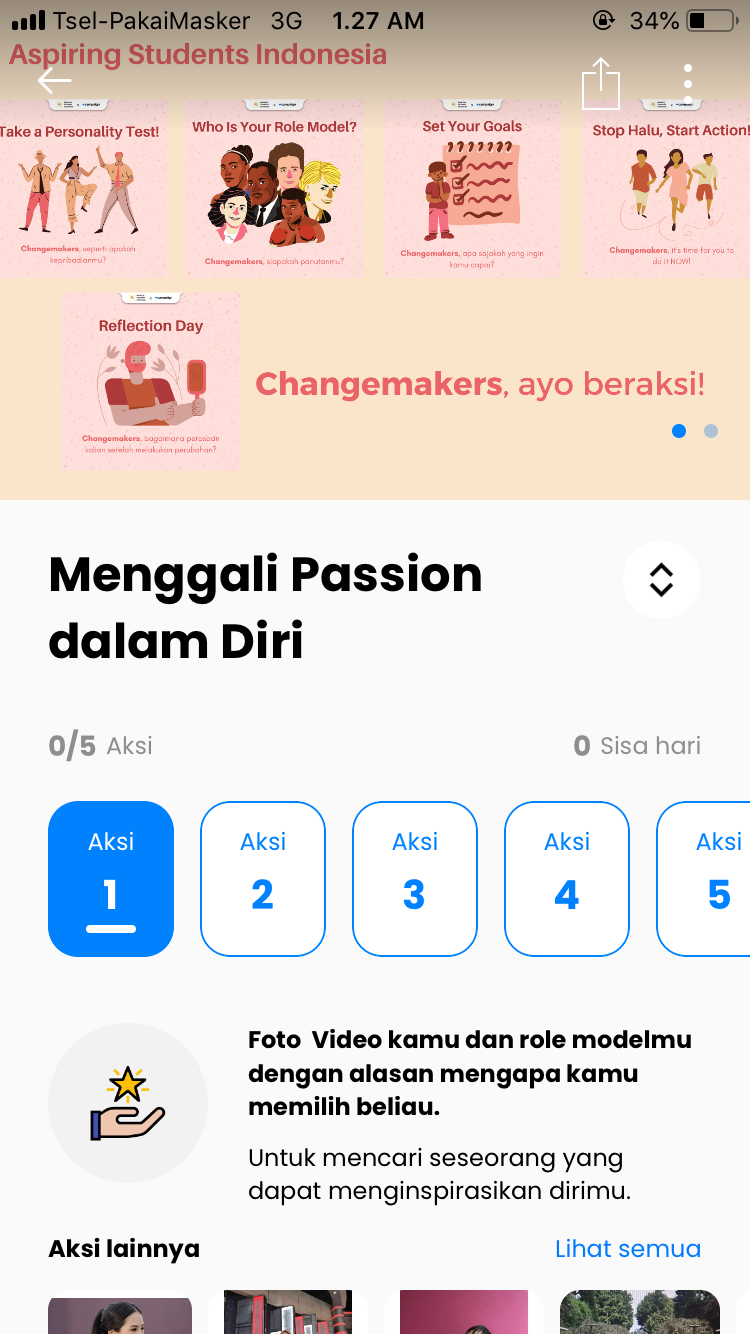 Tsel-PakaiMasker 3G 1.27 AM 34%
Aspiring Students Indonesia
Take a Personality Test!
Changemakers, seperti apakah
kepribadianmu?
Who Is Your Role Model?
Changemakers, siapakah panutanmu?
Set Your Goals
Changemakers, apa sajakah yang ingin
kamu capai?
Stop Halu, Start Action!
Changemakers, it's time for you to
do it NOW!
Reflection Day
Changemakers, bagaimana perasaan
kalian setelah melakukan perubahan?
Changemakers, ayo beraksi!
Menggali Passion
dalam Diri
0/5 Aksi
0 Sisa hari
Aksi
1
Aksi
2
Aksi
3
Aksi
4
Aksi
5
Foto  Video kamu dan role modelmu
dengan alasan mengapa kamu
memilih beliau.
Untuk mencari seseorang yang
dapat menginspirasikan dirimu.
Aksi lainnya
Lihat semua